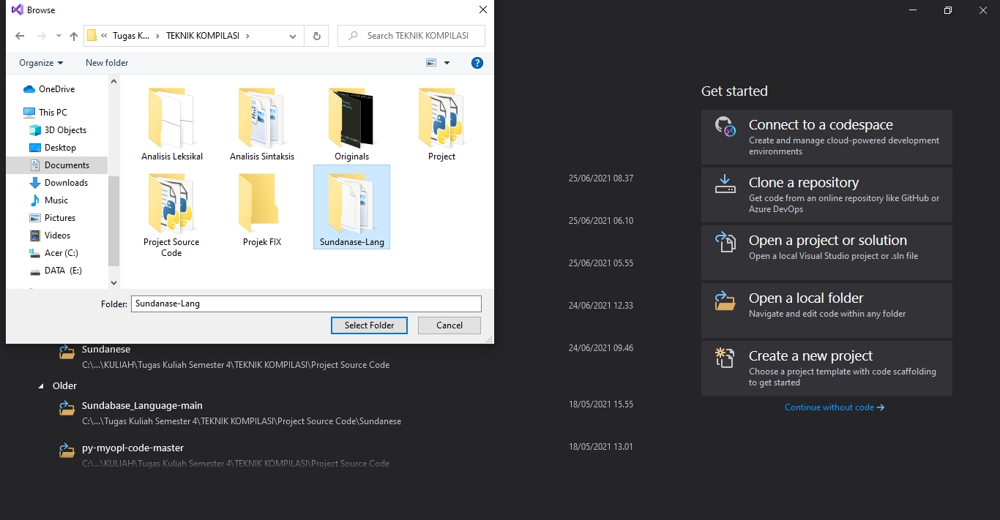 Browse
Tugas K... > TEKNIK KOMPILASI >
Search TEKNIK KOMPILASI
Organize
New folder
?
OneDrive
This PC
3D Objects
Desktop
Documents
Downloads
Music
Pictures
Videos
Acer (C:)
DATA (E:)
Analisis Leksikal
Analisis Sintaksis
Originals
Project
Project Source
Code
Projek FIX
Sundanase-Lang
Folder:
Sundanase-Lang
Select Folder
Cancel
25/06/2021 08.37
25/06/2021 06.10
25/06/2021 05.55
24/06/2021 12.33
Sundanese
24/06/2021 09.46
C:\...\KULIAH\Tugas Kuliah Semester 4\TEKNIK KOMPILASI\Project Source Code
Older
Sundabase_Language-main
18/05/2021 15.55
C:\...\Tugas Kuliah Semester 4\TEKNIK KOMPILASI\Project Source Code\Sundanese
py-myopl-code-master
18/05/2021 13.01
C:\...\KULIAH\Tugas Kuliah Semester 4\TEKNIK KOMPILASI\Project Source Code
Get started
Connect to a codespace
Create and manage cloud-powered development
environments
Clone a repository
Get code from an online repository like GitHub or
Azure DevOps
Open a project or solution
Open a local Visual Studio project or .sln file
Open a local folder
Navigate and edit code within any folder
Create a new project
Choose a project template with code scaffolding
to get started
Continue without code →